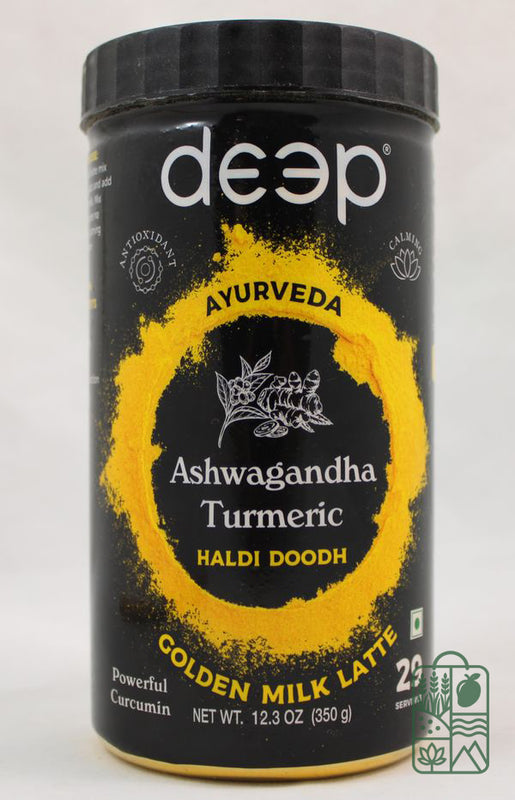 deep®
ANTIOXIDANT
CALMING
AYURVEDA
Ashwagandha
Turmeric
HALDI DOODH
GOLDEN MILK LATTE
Powerful
Curcumin
NET WT. 12.3 OZ (350 g)